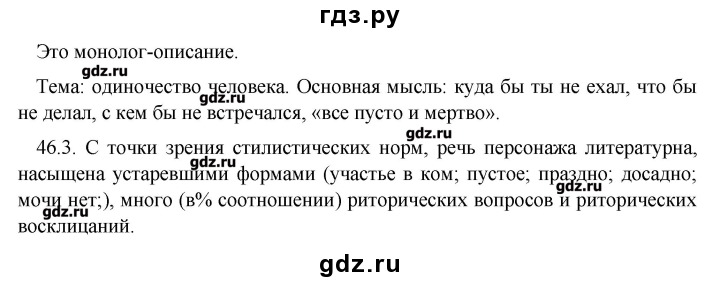 гдз.ру
Это монолог-описание.
gdz.ru
Тема: одиночество человека. Основная мысль: куда бы ты не ехал, что бы
gdz.ru
не делал, с кем бы не встречался, «все пусто и мертво».
46.3. С точки зрения стилистических норм, речь персонажа литературна,
gdz.ru
насыщена устаревшими формами (участье в ком; пустое; праздно; досадно;
gdz.ru
мочи нет;), много (в% соотношении) риторических вопросов и риторических
gdz.ru
восклицаний.
gdz.ru